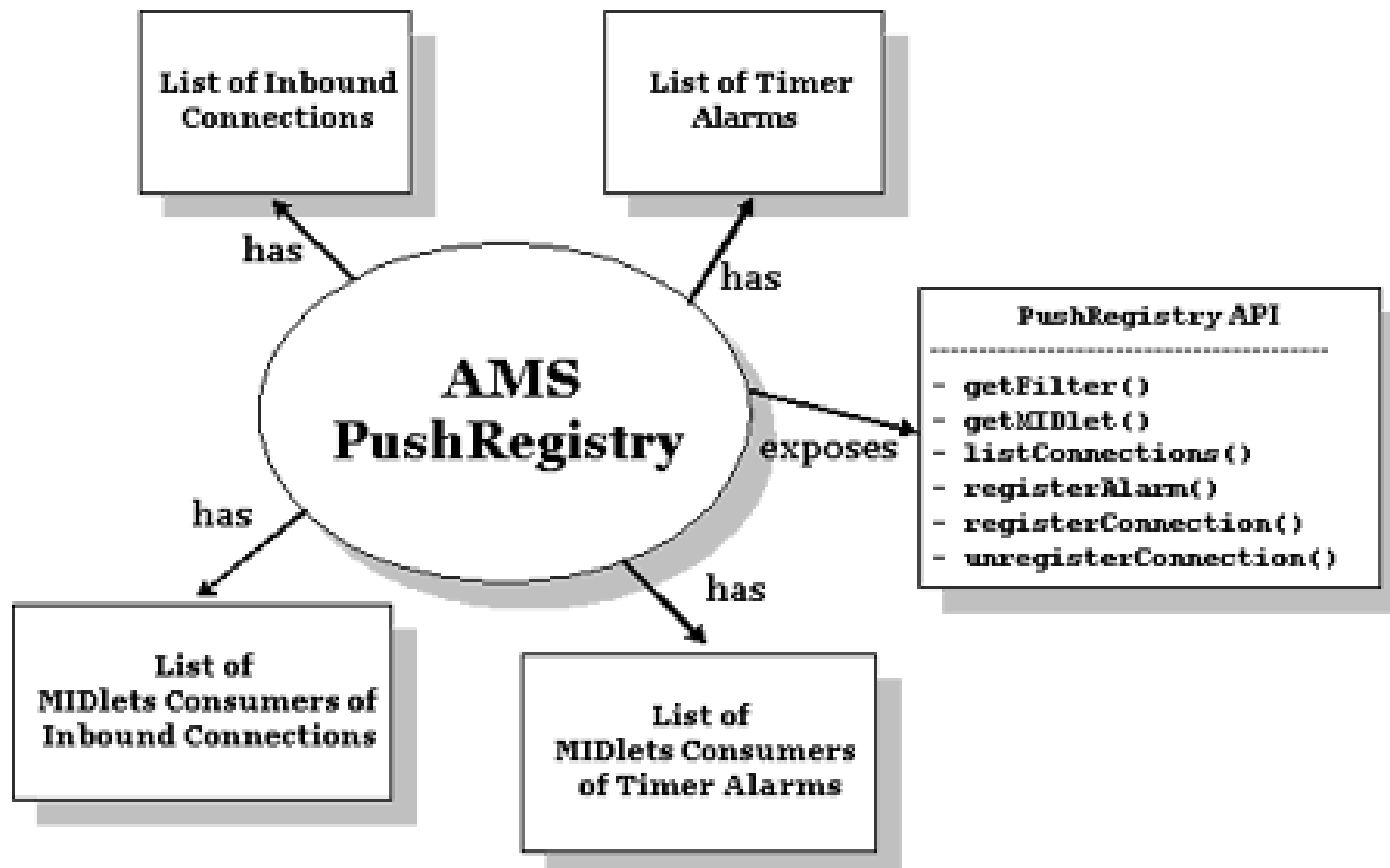 List of Inbound
Connections
List of Timer
Alarms
has
has
AMS
PushRegistry
PushRegistry API
----------------------------------------
- getFilter()
- getMIDlet()
- listConnections()
- registerAlarm()
- registerConnection()
- unregisterConnection()
exposes
has
has
List of
MIDlets Consumers of
Inbound Connections
List of
MIDlets Consumers
of Timer Alarms